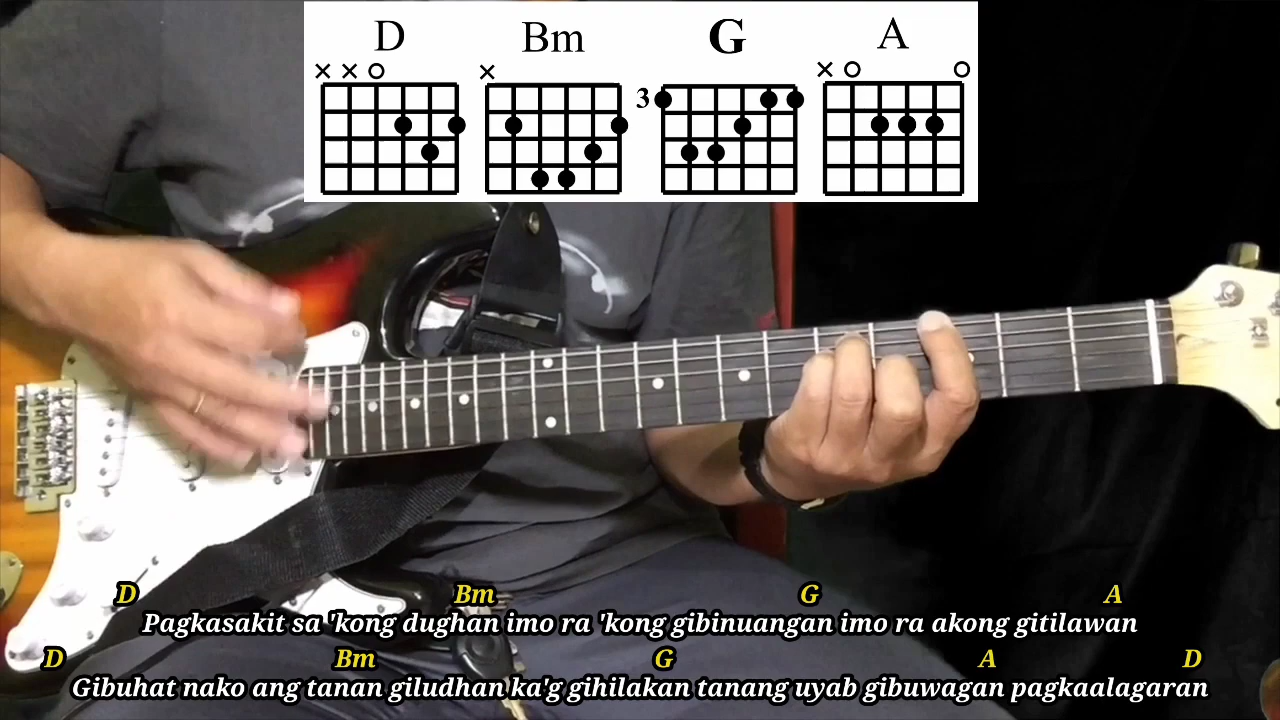 D Bm G A
× × ○ × × ○ ○
3
D Bm G A
Pagkasakit sa 'kong dughan imo ra 'kong gibinuangan imo ra akong gitilawan
D Bm G A D
Gibuhat nako ang tanan giludhan ka'g gihilakan tanang uyab gibuwagan pagkaalagaran